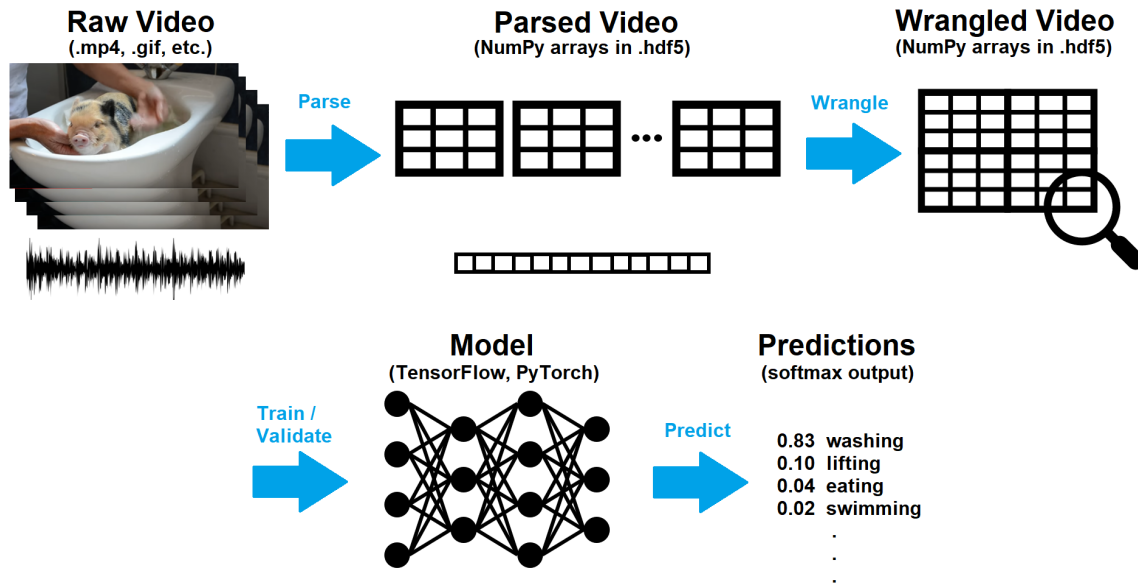 Raw Video
(.mp4, .gif, etc.)
Parse
Parsed Video
(NumPy arrays in .hdf5)
Wrangle
Wrangled Video
(NumPy arrays in .hdf5)
Train /
Validate
Model
(TensorFlow, PyTorch)
Predict
Predictions
(softmax output)
0.83 washing
0.10 lifting
0.04 eating
0.02 swimming
.
.
.